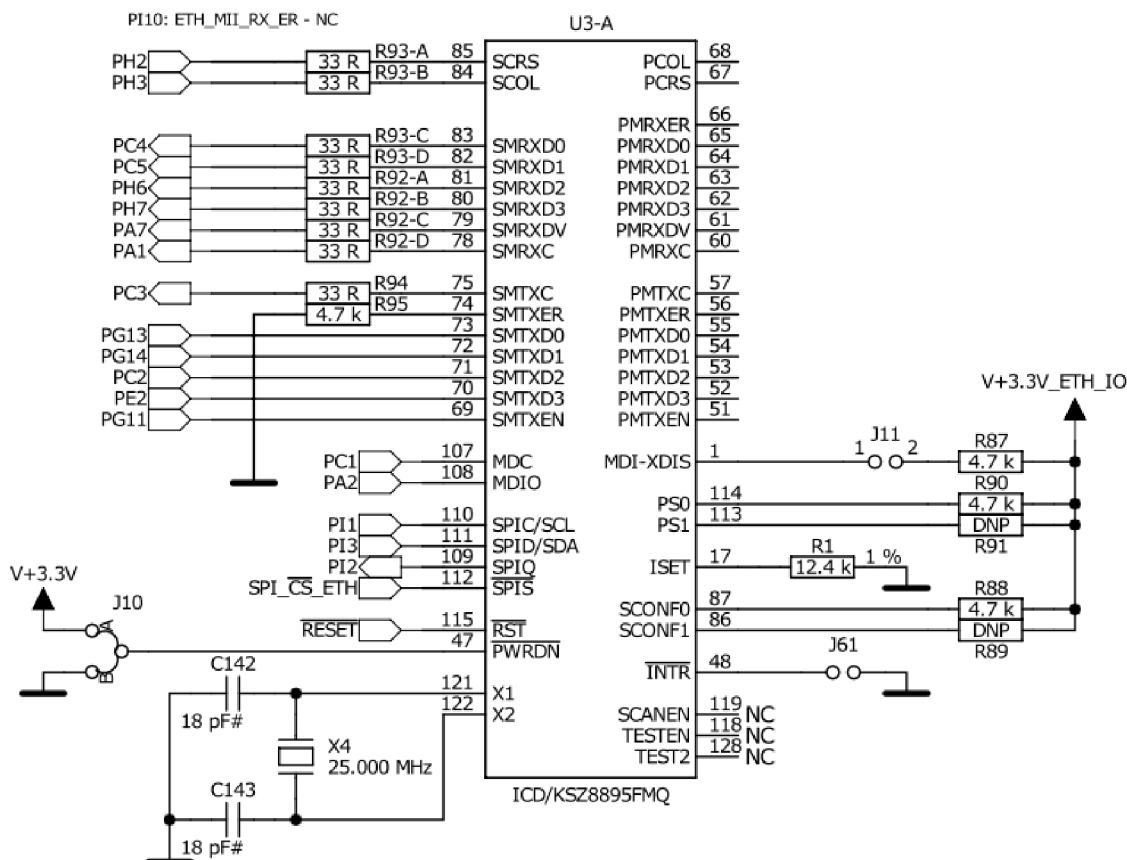 PI10: ETH_MII_RX_ER - NC
U3-A
PH2 33 R R93-A 85 SCRS PCOL 68
PH3 33 R R93-B 84 SCOL PCRS 67
PMRXER 66
PC4 33 R R93-C 83 SMRXD0 PMRXD0 65
PC5 33 R R93-D 82 SMRXD1 PMRXD1 64
PH6 33 R R92-A 81 SMRXD2 PMRXD2 63
PH7 33 R R92-B 80 SMRXD3 PMRXD3 62
PA7 33 R R92-C 79 SMRXDV PMRXDV 61
PA1 33 R R92-D 78 SMRXC PMRXC 60
PC3 33 R R94 75 SMTXC PMTXC 57
4.7 k R95 74 SMTXER PMTXER 56
PG13 73 SMTXD0 PMTXD0 55
PG14 72 SMTXD1 PMTXD1 54
PC2 71 SMTXD2 PMTXD2 53
PE2 70 SMTXD3 PMTXD3 52
PG11 69 SMTXEN PMTXEN 51
V+3.3V_ETH_IO
PC1 107 MDC MDI-XDIS 1 1 J11 2 R87 4.7 k
PA2 108 MDIO
PS0 114 R90 4.7 k
PI1 110 SPIC/SCL PS1 113 DNP R91
PI3 111 SPID/SDA
PI2 109 SPIQ ISET 17 R1 12.4 k 1 %
SPI_CS_ETH 112 SPIS
SCONF0 87 R88 4.7 k
RESET 115 RST SCONF1 86 DNP R89
V+3.3V
J10
A
B
47 PWRDN
INTR 48 J61
C142
18 pF#
121 X1
122 X2
SCANEN 119 NC
TESTEN 118 NC
TEST2 128 NC
X4
25.000 MHz
C143
18 pF#
ICD/KSZ8895FMQ